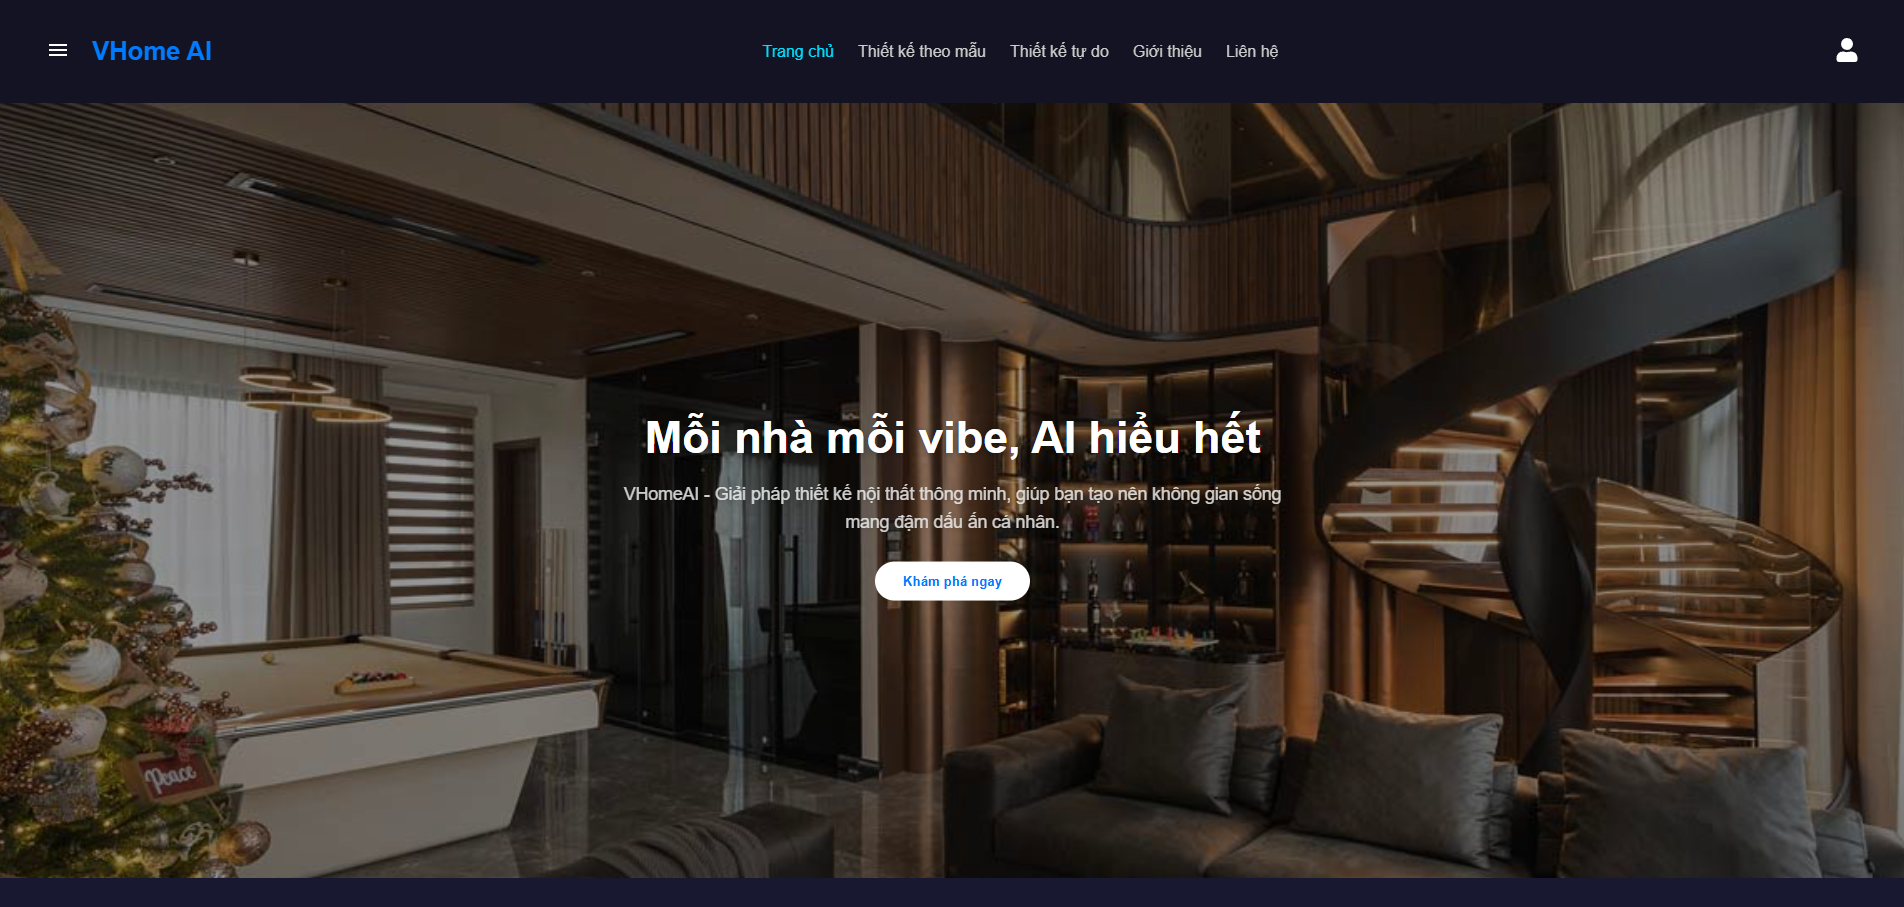 VHome AI
Trang chủ
Thiết kế theo mẫu
Thiết kế tự do
Giới thiệu
Liên hệ
Mỗi nhà mỗi vibe, AI hiểu hết
VHomeAI - Giải pháp thiết kế nội thất thông minh, giúp bạn tạo nên không gian sống
mang đậm dấu ấn cá nhân.
Khám phá ngay
Peace